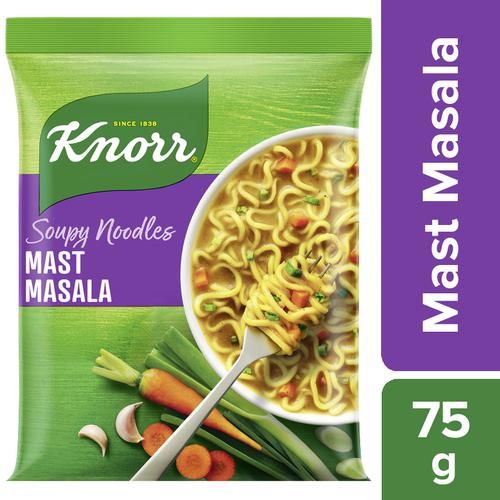 SINCE 1838
Knorr®
Soupy Noodles
MAST
MASALA
Mast Masala
75
g